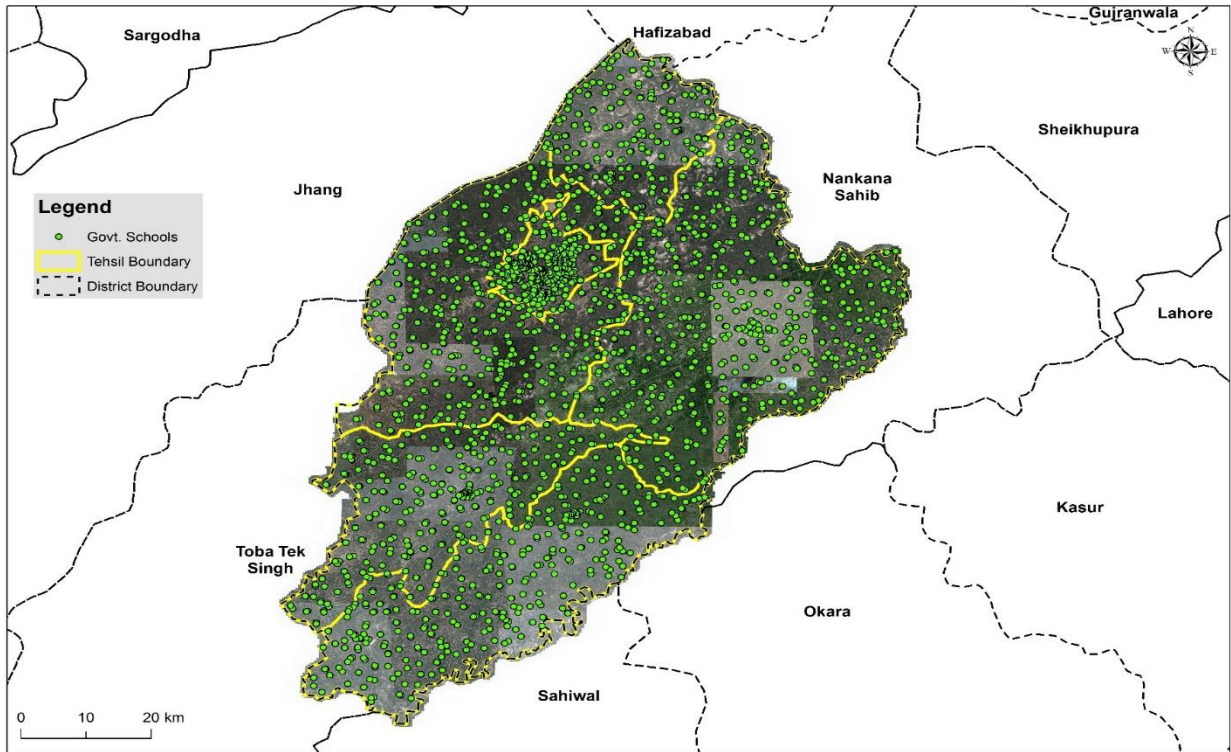 Gujranwala
Sargodha
Hafizabad
N
W
E
S
Sheikhupura
Jhang
Nankana
Sahib
Legend
Govt. Schools
Tehsil Boundary
District Boundary
Lahore
Kasur
Toba Tek
Singh
Okara
Sahiwal
0 10 20 km